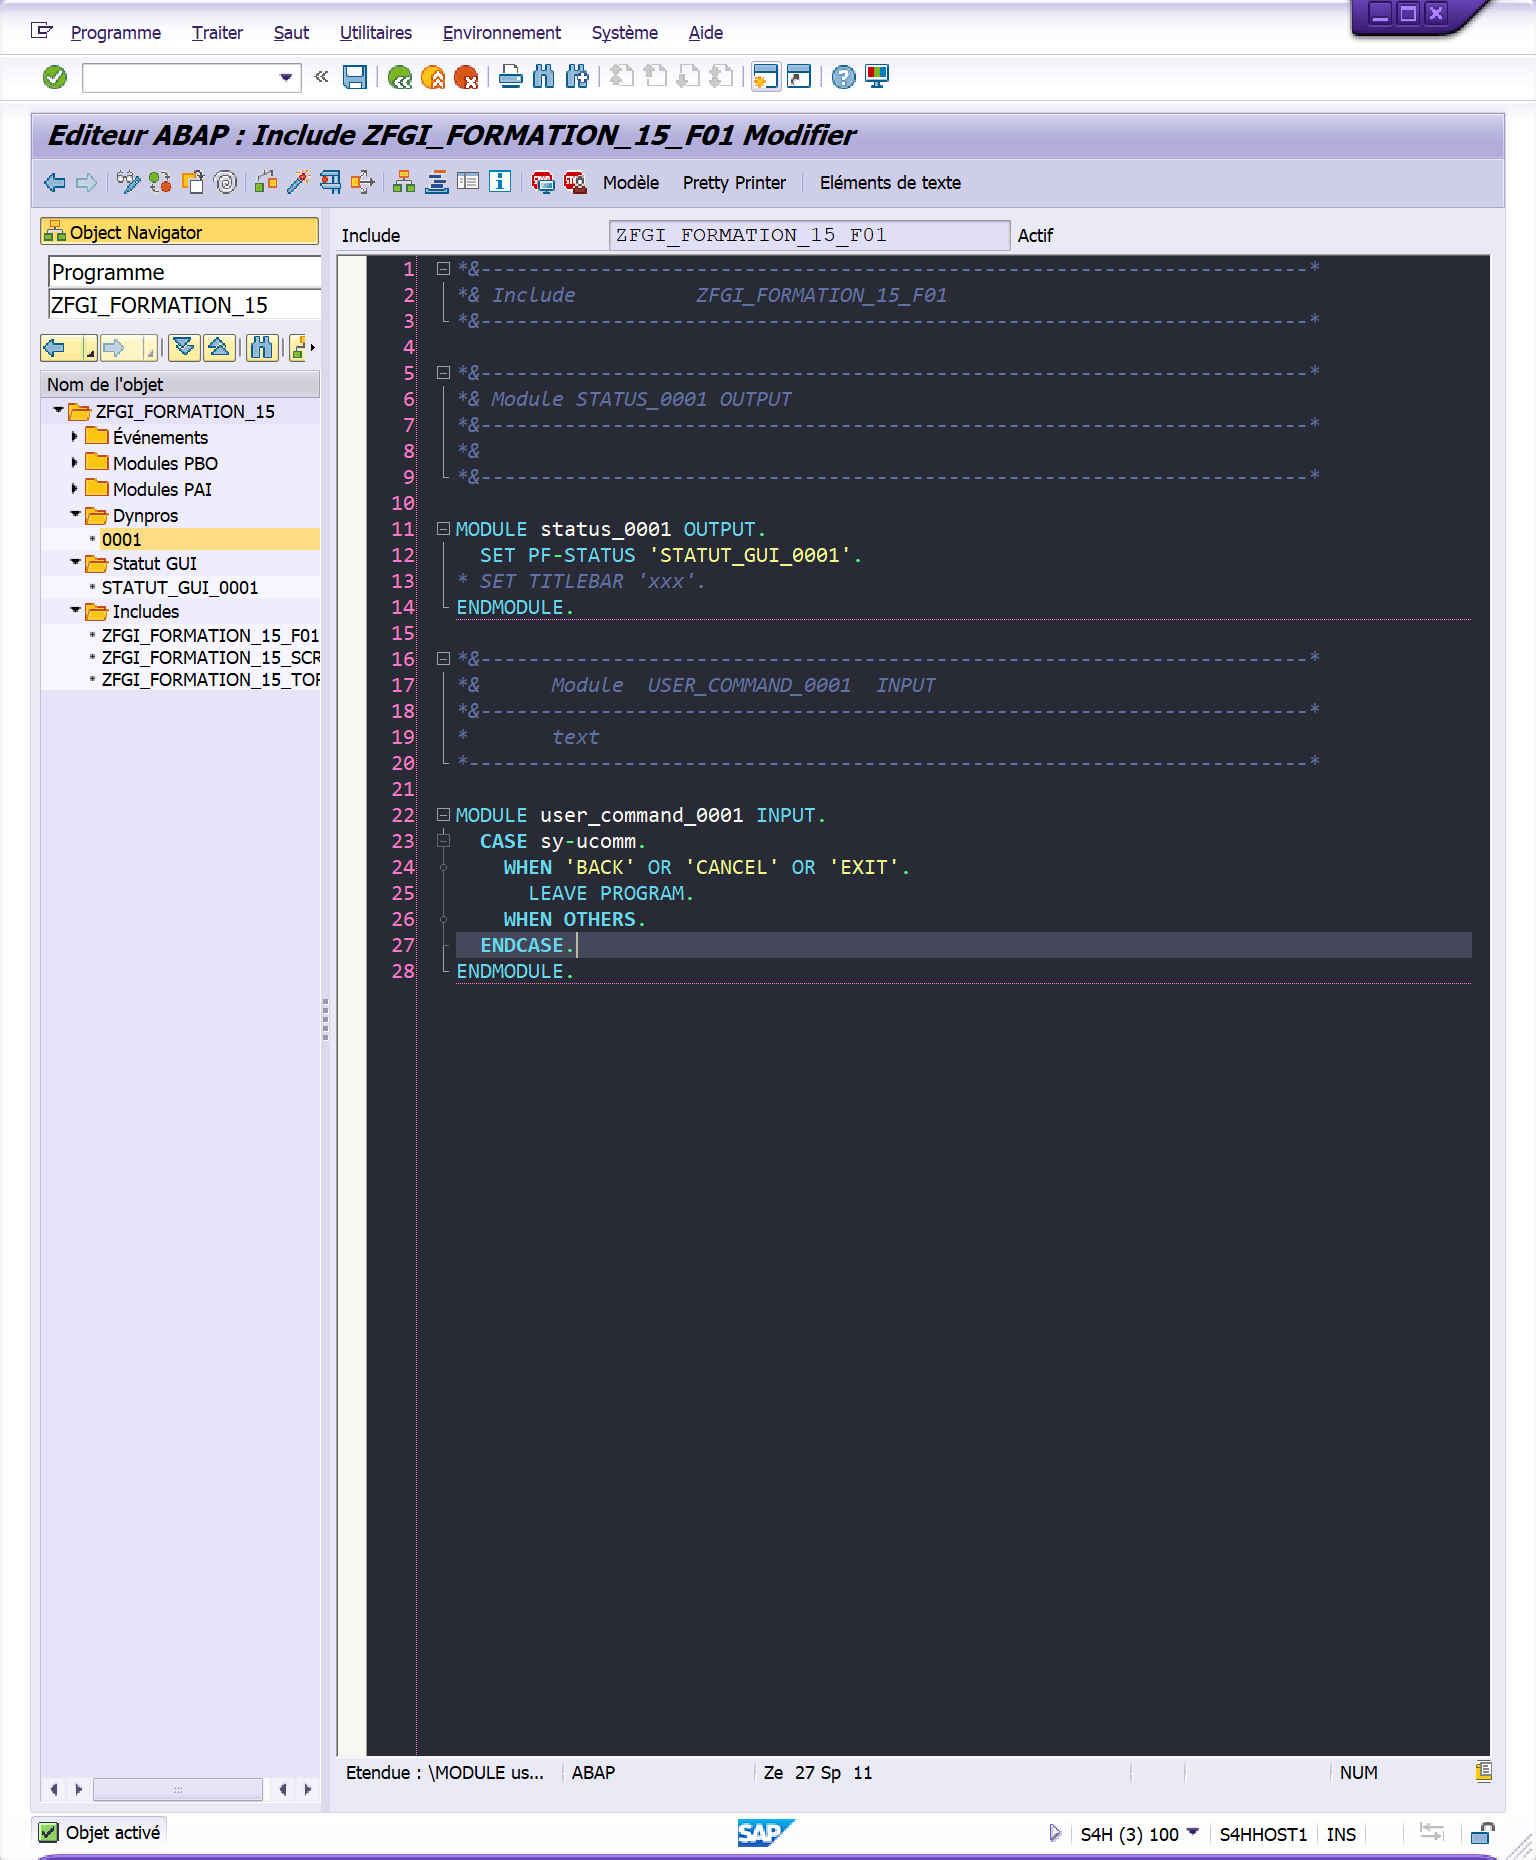 Programme Traiter Saut Utilitaires Environnement Système Aide
Editeur ABAP : Include ZFGI_FORMATION_15_F01 Modifier
Modèle Pretty Printer Eléments de texte
Object Navigator
Programme
ZFGI_FORMATION_15
Nom de l'objet
ZFGI_FORMATION_15
Événements
Modules PBO
Modules PAI
Dynpros
0001
Statut GUI
STATUT_GUI_0001
Includes
ZFGI_FORMATION_15_F01
ZFGI_FORMATION_15_SCR
ZFGI_FORMATION_15_TOP
Include ZFGI_FORMATION_15_F01 Actif
1 *&---------------------------------------------------------------------*
2 *& Include          ZFGI_FORMATION_15_F01
3 *&---------------------------------------------------------------------*
4
5 *&---------------------------------------------------------------------*
6 *& Module STATUS_0001 OUTPUT
7 *&---------------------------------------------------------------------*
8 *&
9 *&---------------------------------------------------------------------*
10
11 MODULE status_0001 OUTPUT.
12   SET PF-STATUS 'STATUT_GUI_0001'.
13 * SET TITLEBAR 'xxx'.
14 ENDMODULE.
15
16 *&---------------------------------------------------------------------*
17 *&      Module  USER_COMMAND_0001  INPUT
18 *&---------------------------------------------------------------------*
19 *       text
20 *----------------------------------------------------------------------*
21
22 MODULE user_command_0001 INPUT.
23   CASE sy-ucomm.
24     WHEN 'BACK' OR 'CANCEL' OR 'EXIT'.
25       LEAVE PROGRAM.
26     WHEN OTHERS.
27   ENDCASE.
28 ENDMODULE.
Etendue : \MODULE us... ABAP Ze 27 Sp 11 NUM
Objet activé SAP S4H (3) 100 S4HHOST1 INS